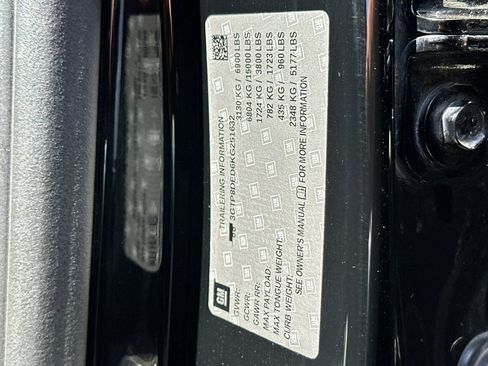 GM
TRAILERING INFORMATION
3GTP8DED6KG251632
GVWR: 3130 KG / 6900 LBS
GCWR: 6804 KG / 15000 LBS
GAWR RR: 1724 KG / 3800 LBS
MAX PAYLOAD: 782 KG / 1723 LBS
MAX TONGUE WEIGHT: 435 KG / 960 LBS
CURB WEIGHT: 2348 KG / 5177 LBS
SEE OWNER'S MANUAL FOR MORE INFORMATION